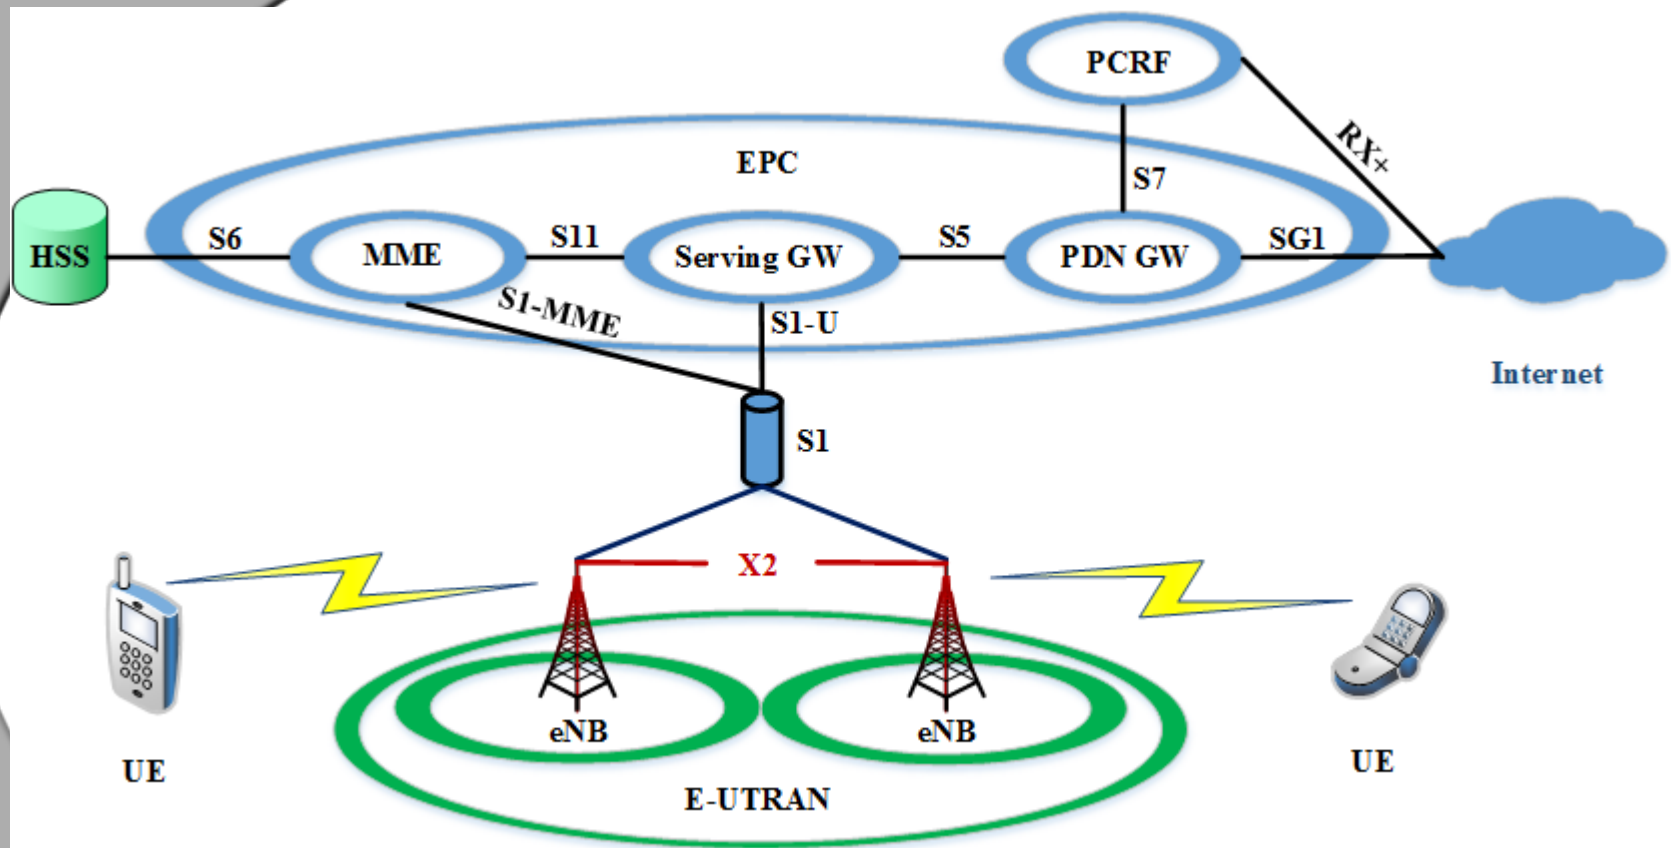 PCRF
RX+
EPC
S7
HSS
S6
MME
S11
Serving GW
S5
PDN GW
SG1
S1-MME
S1-U
Internet
S1
X2
eNB
eNB
UE
UE
E-UTRAN